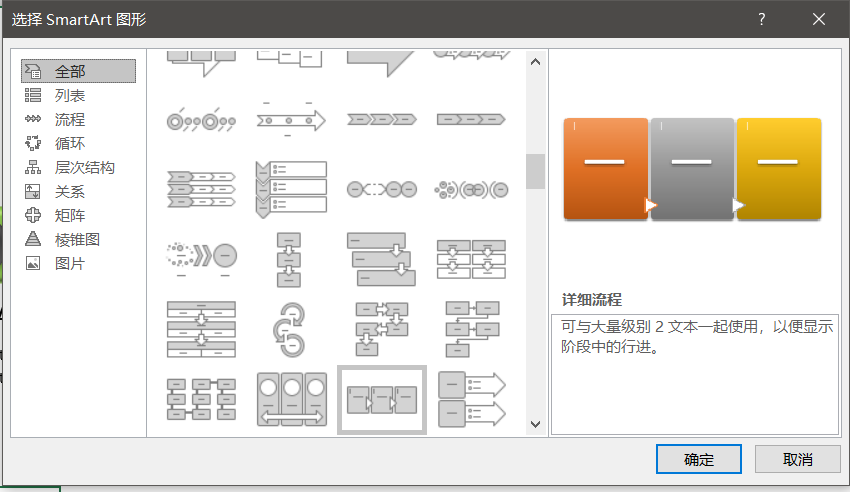 选择 SmartArt 图形
?
全部
列表
流程
循环
层次结构
关系
矩阵
棱锥图
图片
详细流程
可与大量级别 2 文本一起使用，以便显示
阶段中的行进。
确定
取消